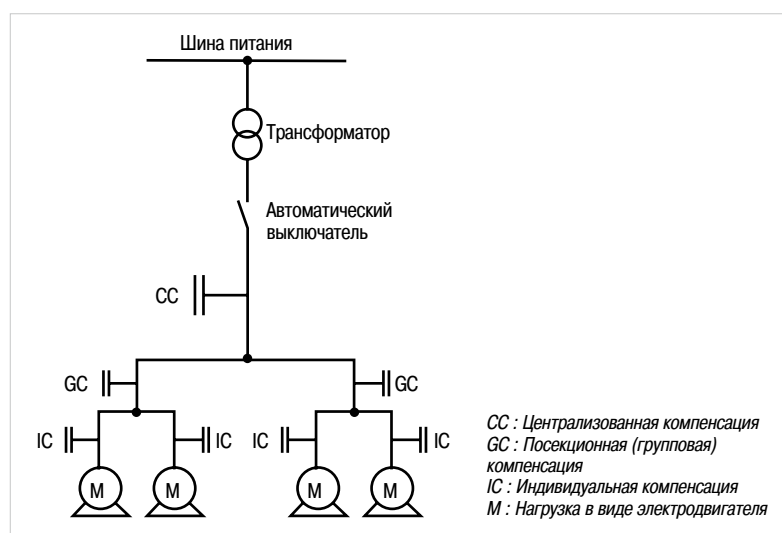 Шина питания
Трансформатор
Автоматический
выключатель
CC
GC
GC
IC
IC
IC
IC
M
M
M
M
CC : Централизованная компенсация
GC : Посекционная (групповая)
компенсация
IC : Индивидуальная компенсация
M : Нагрузка в виде электродвигателя